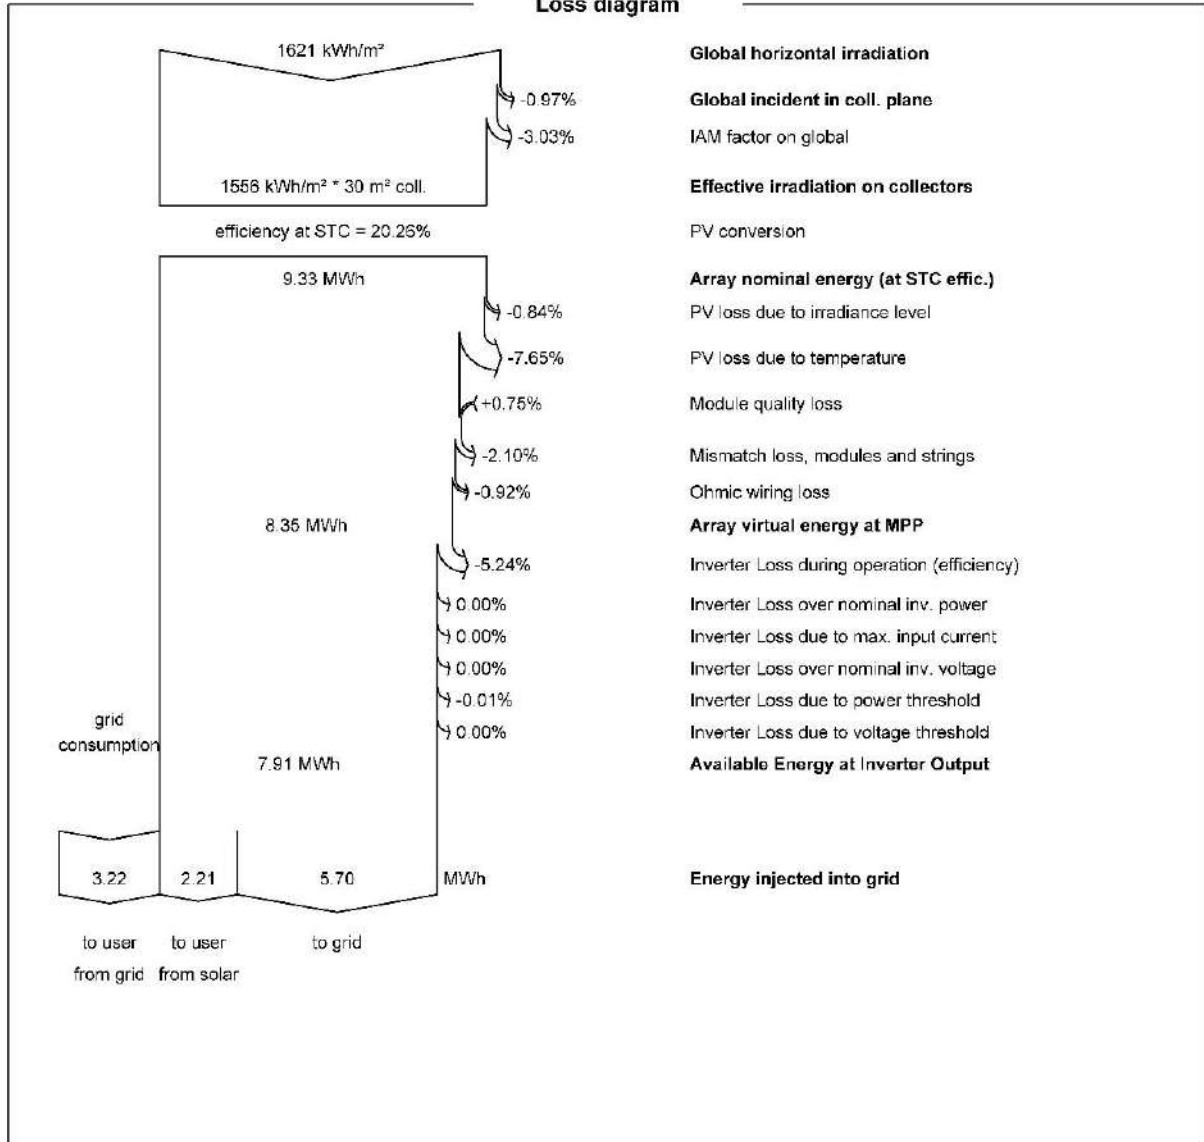 Loss diagram
1621 kWh/m² Global horizontal irradiation
-0.97% Global incident in coll. plane
-3.03% IAM factor on global
1556 kWh/m² * 30 m² coll. Effective irradiation on collectors
efficiency at STC = 20.26% PV conversion
9.33 MWh Array nominal energy (at STC effic.)
-0.84% PV loss due to irradiance level
-7.65% PV loss due to temperature
+0.75% Module quality loss
-2.10% Mismatch loss, modules and strings
-0.92% Ohmic wiring loss
8.35 MWh Array virtual energy at MPP
-5.24% Inverter Loss during operation (efficiency)
0.00% Inverter Loss over nominal inv. power
0.00% Inverter Loss due to max. input current
0.00% Inverter Loss over nominal inv. voltage
-0.01% Inverter Loss due to power threshold
grid
0.00% Inverter Loss due to voltage threshold
consumption
7.91 MWh Available Energy at Inverter Output
3.22 2.21 5.70 MWh Energy injected into grid
to user to user to grid
from grid from solar